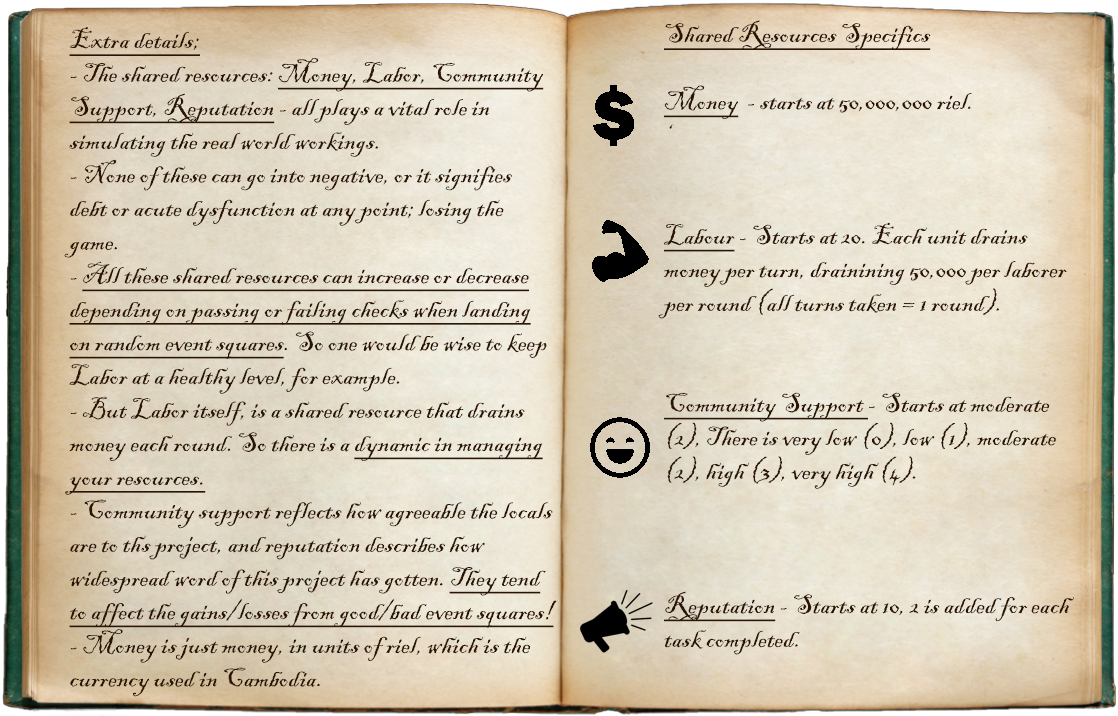 Extra details;
- The shared resources: Money, Labor, Community
Support, Reputation - all plays a vital role in
simulating the real world workings.
- None of these can go into negative, or it signifies
debt or acute dysfunction at any point; losing the
game.
- All these shared resources can increase or decrease
depending on passing or failing checks when landing
on random event squares. So one would be wise to keep
Labor at a healthy level, for example.
- But Labor itself, is a shared resource that drains
money each round. So there is a dynamic in managing
your resources.
- Community support reflects how agreeable the locals
are to ths project, and reputation describes how
widespread word of this project has gotten. They tend
to affect the gains/losses from good/bad event squares!
- Money is just money, in units of riel, which is the
currency used in Cambodia.
Shared Resources Specifics
$
Money - starts at 50,000,000 riel.
Labour - Starts at 20. Each unit drains
money per turn, drainining 50,000 per laborer
per round (all turns taken = 1 round).
Community Support - Starts at moderate
(2), There is very low (0), low (1), moderate
(2), high (3), very high (4).
Reputation - Starts at 10, 2 is added for each
task completed.